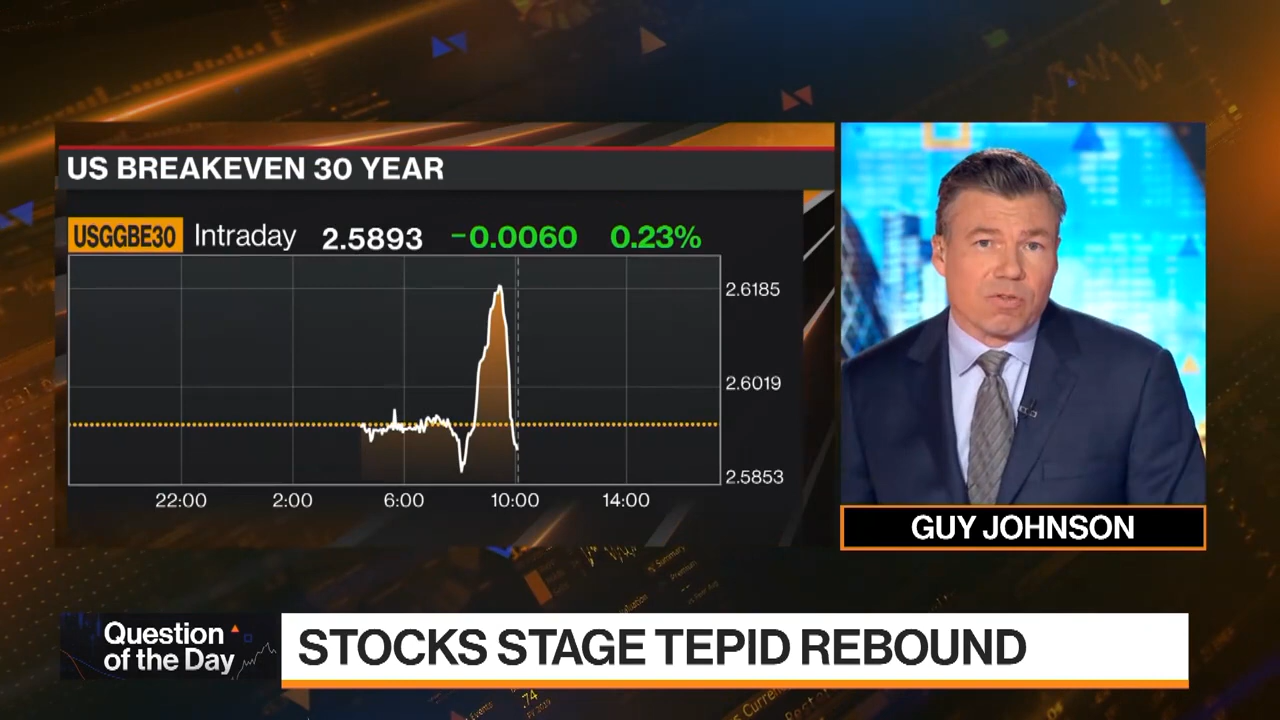 US BREAKEVEN 30 YEAR
USGGBE30 Intraday 2.5893 -0.0060 0.23%
2.6185
2.6019
2.5853
22:00 2:00 6:00 10:00 14:00
GUY JOHNSON
Question
of the Day
STOCKS STAGE TEPID REBOUND
Summary
.74